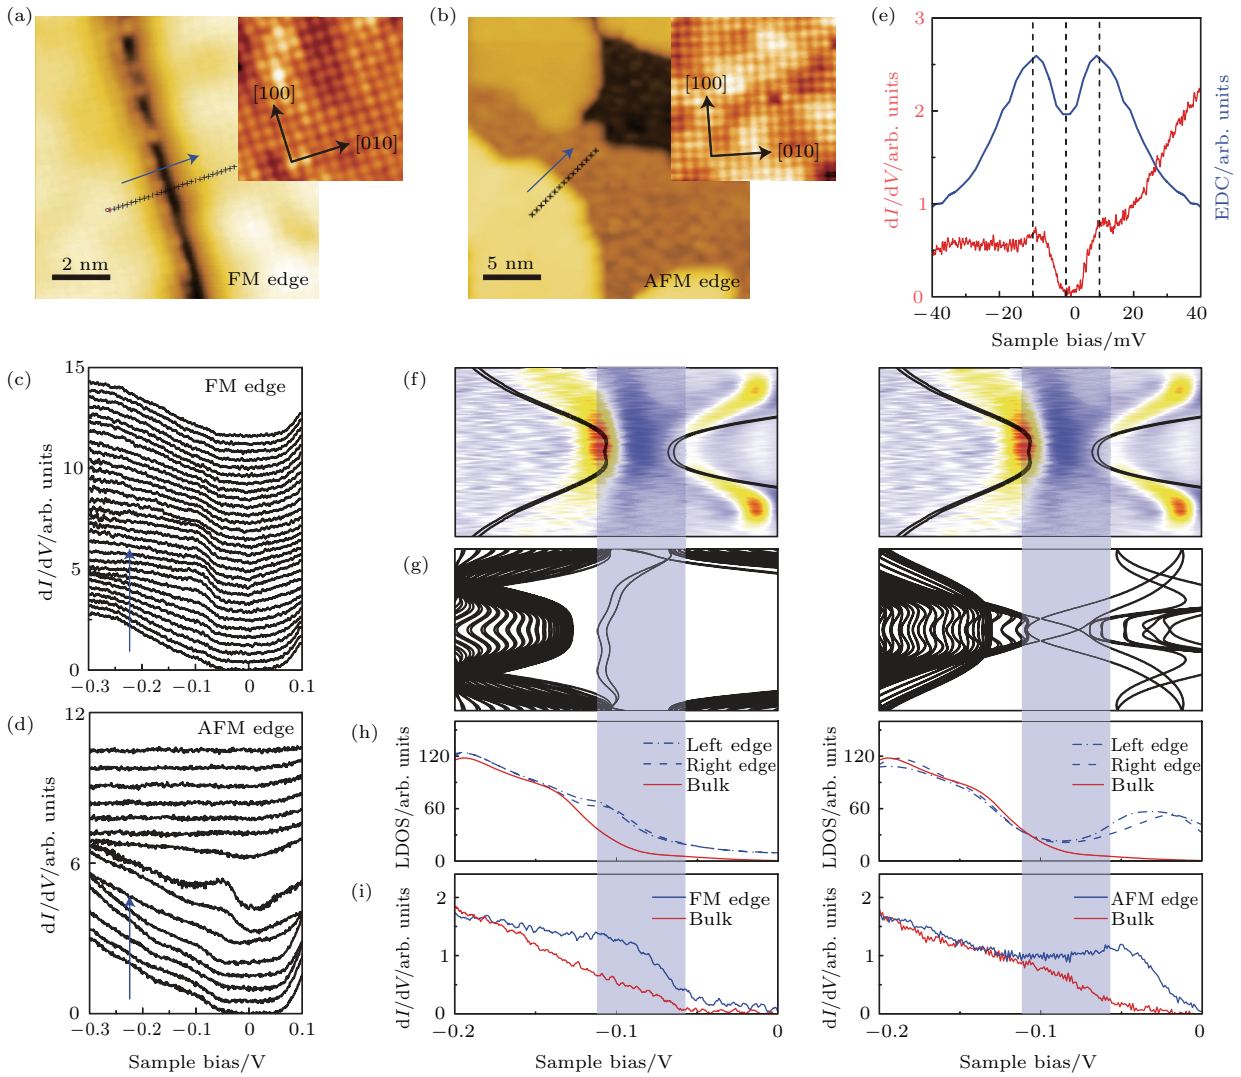 (a)
[100]
[010]
2 nm
FM edge
(b)
[100]
[010]
5 nm
AFM edge
(e)
3
2
1
0
dI/dV/arb. units
EDC/arb. units
−40
−20
0
20
40
Sample bias/mV
(c)
15
10
5
0
dI/dV/arb. units
FM edge
−0.3
−0.2
−0.1
0
0.1
(d)
12
6
0
dI/dV/arb. units
AFM edge
−0.3
−0.2
−0.1
0
0.1
Sample bias/V
(f)
(g)
(h)
120
60
0
LDOS/arb. units
Left edge
Right edge
Bulk
120
60
0
LDOS/arb. units
Left edge
Right edge
Bulk
(i)
2
1
0
dI/dV/arb. units
FM edge
Bulk
−0.2
−0.1
0
Sample bias/V
2
1
0
dI/dV/arb. units
AFM edge
Bulk
−0.2
−0.1
0
Sample bias/V